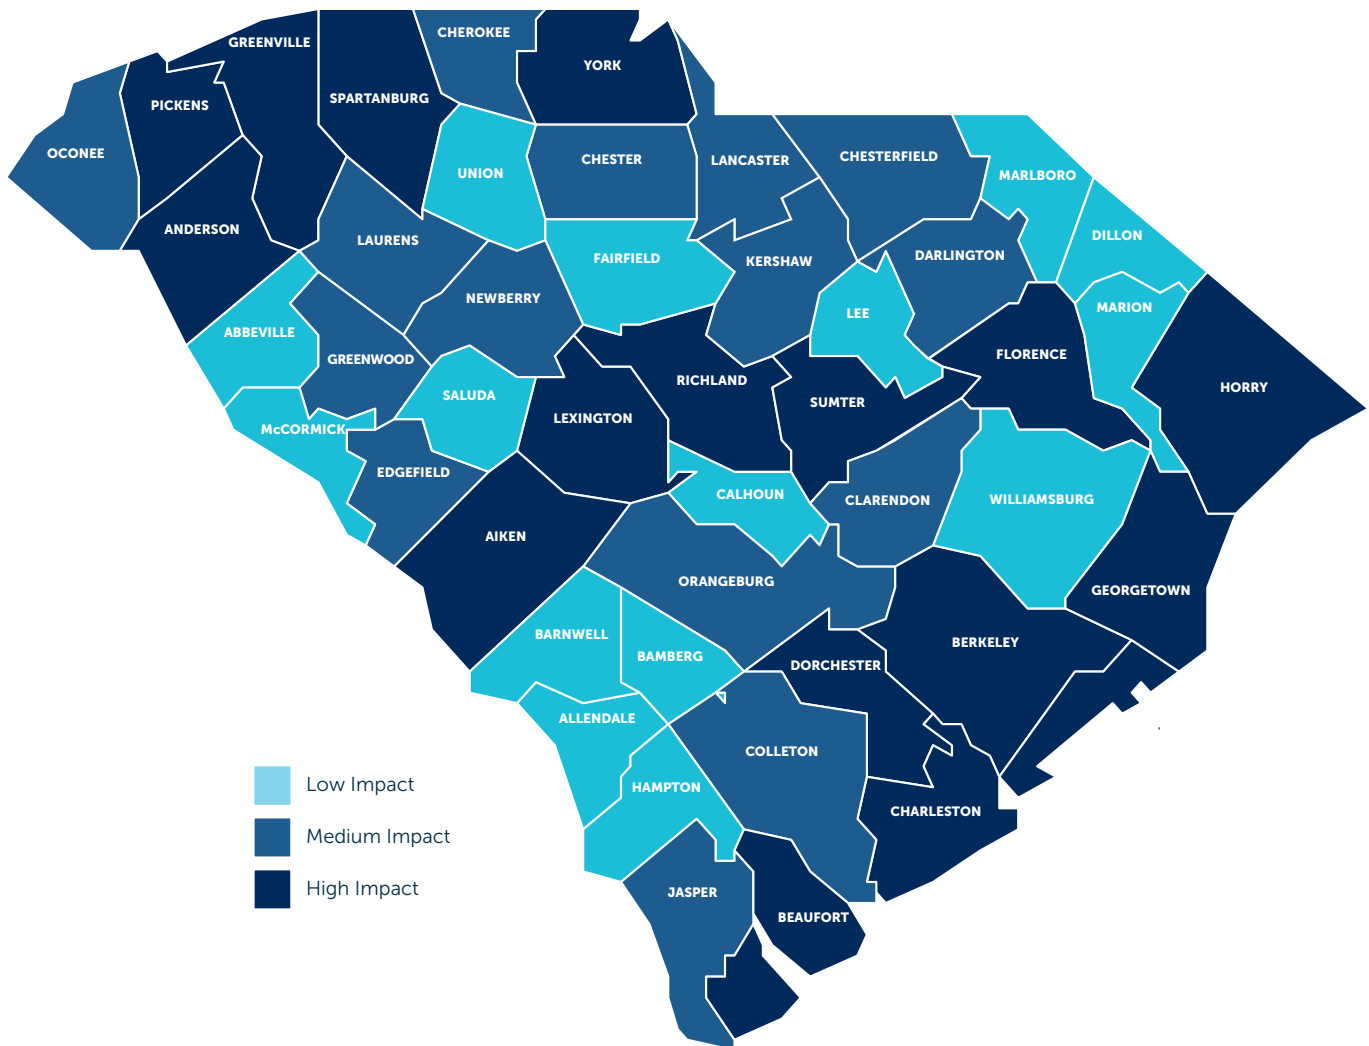 CHEROKEE
GREENVILLE
YORK
SPARTANBURG
PICKENS
OCONEE
CHESTER
LANCASTER
CHESTERFIELD
UNION
MARLBORO
ANDERSON
LAURENS
DILLON
FAIRFIELD
KERSHAW
DARLINGTON
NEWBERRY
MARION
LEE
ABBEVILLE
GREENWOOD
FLORENCE
RICHLAND
HORRY
SALUDA
SUMTER
LEXINGTON
McCORMICK
EDGEFIELD
CALHOUN
CLARENDON
WILLIAMSBURG
AIKEN
ORANGEBURG
GEORGETOWN
BARNWELL
BERKELEY
BAMBERG
DORCHESTER
ALLENDALE
COLLETON
HAMPTON
CHARLESTON
JASPER
BEAUFORT
Low Impact
Medium Impact
High Impact